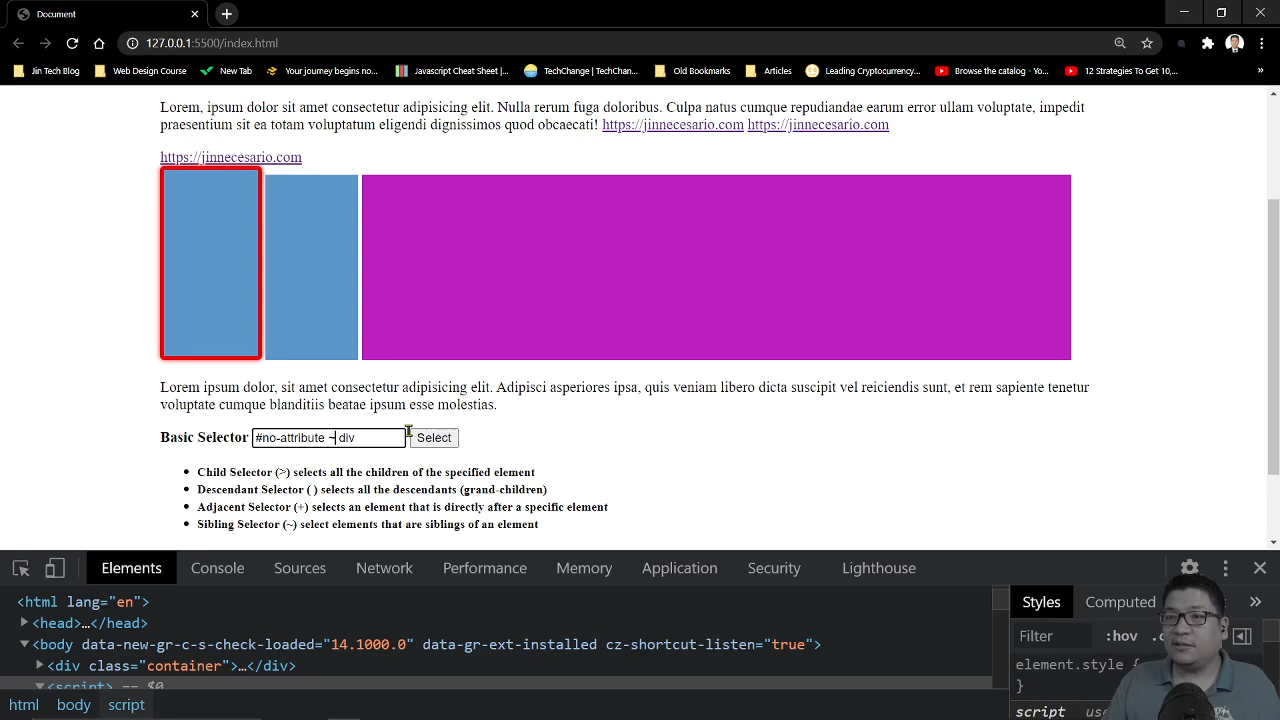 Document
127.0.0.1:5500/index.html
Jin Tech Blog
Web Design Course
New Tab
Your journey begins no...
Javascript Cheat Sheet |...
TechChange | TechChan...
Old Bookmarks
Articles
Leading Cryptocurrency...
Browse the catalog - Yo...
12 Strategies To Get 10,...
»
Lorem, ipsum dolor sit amet consectetur adipisicing elit. Nulla rerum fuga doloribus. Culpa natus cumque repudiandae earum error ullam voluptate, impedit
praesentium sit ea totam voluptatum eligendi dignissimos quod obcaecati! https://jinnecesario.com https://jinnecesario.com
https://jinnecesario.com
Lorem ipsum dolor, sit amet consectetur adipisicing elit. Adipisci asperiores ipsa, quis veniam libero dicta suscipit vel reiciendis sunt, et rem sapiente tenetur
voluptate cumque blanditiis beatae ipsum esse molestias.
Basic Selector #no-attribute ~ div Select
• Child Selector (>) selects all the children of the specified element
• Descendant Selector ( ) selects all the descendants (grand-children)
• Adjacent Selector (+) selects an element that is directly after a specific element
• Sibling Selector (~) select elements that are siblings of an element
Elements Console Sources Network Performance Memory Application Security Lighthouse
<html lang="en">
<head>…</head>
<body data-new-gr-c-s-check-loaded="14.1000.0" data-gr-ext-installed cz-shortcut-listen="true">
<div class="container">…</div>
<script> == $0
html body script
Styles Computed »
Filter :hov
element.style {
}
script